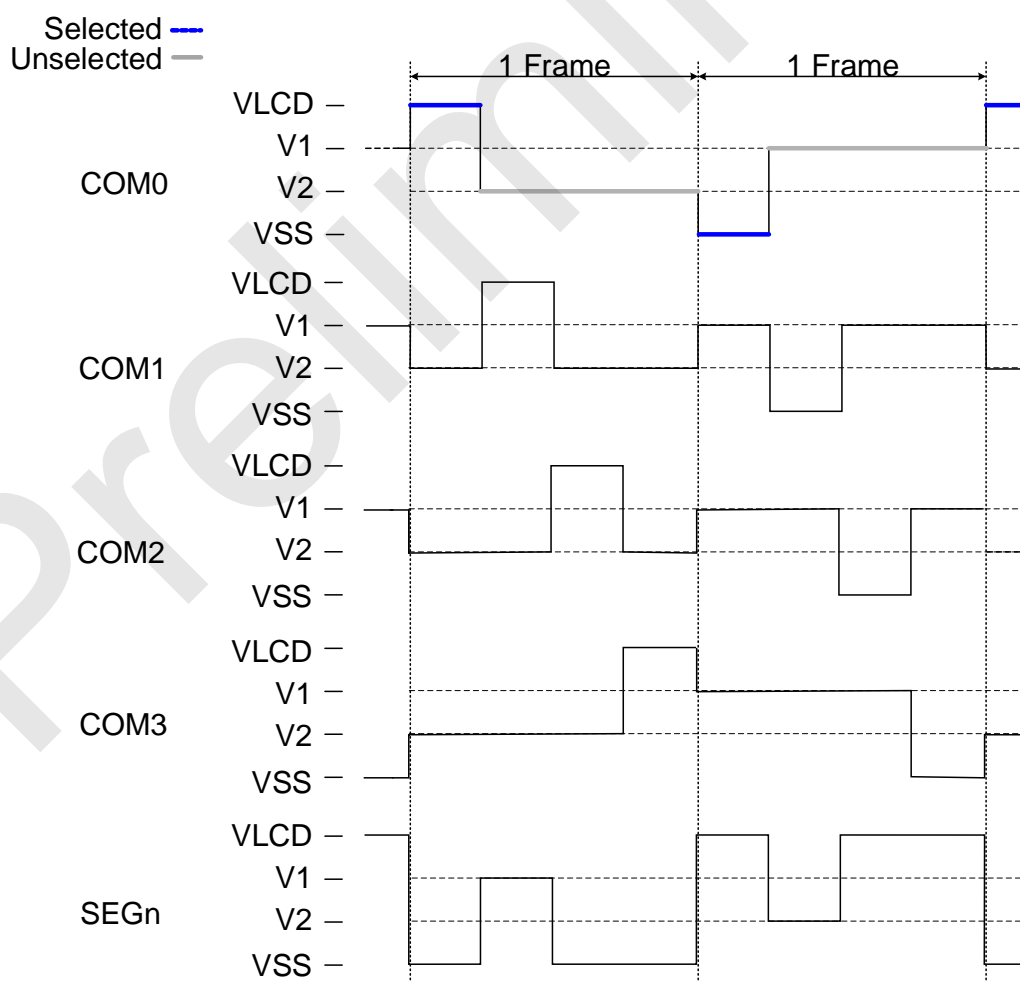 Selected
Unselected
1 Frame 1 Frame
VLCD
V1
COM0
V2
VSS
VLCD
V1
COM1
V2
VSS
VLCD
V1
COM2
V2
VSS
VLCD
V1
COM3
V2
VSS
VLCD
V1
SEGn
V2
VSS
Prelimi